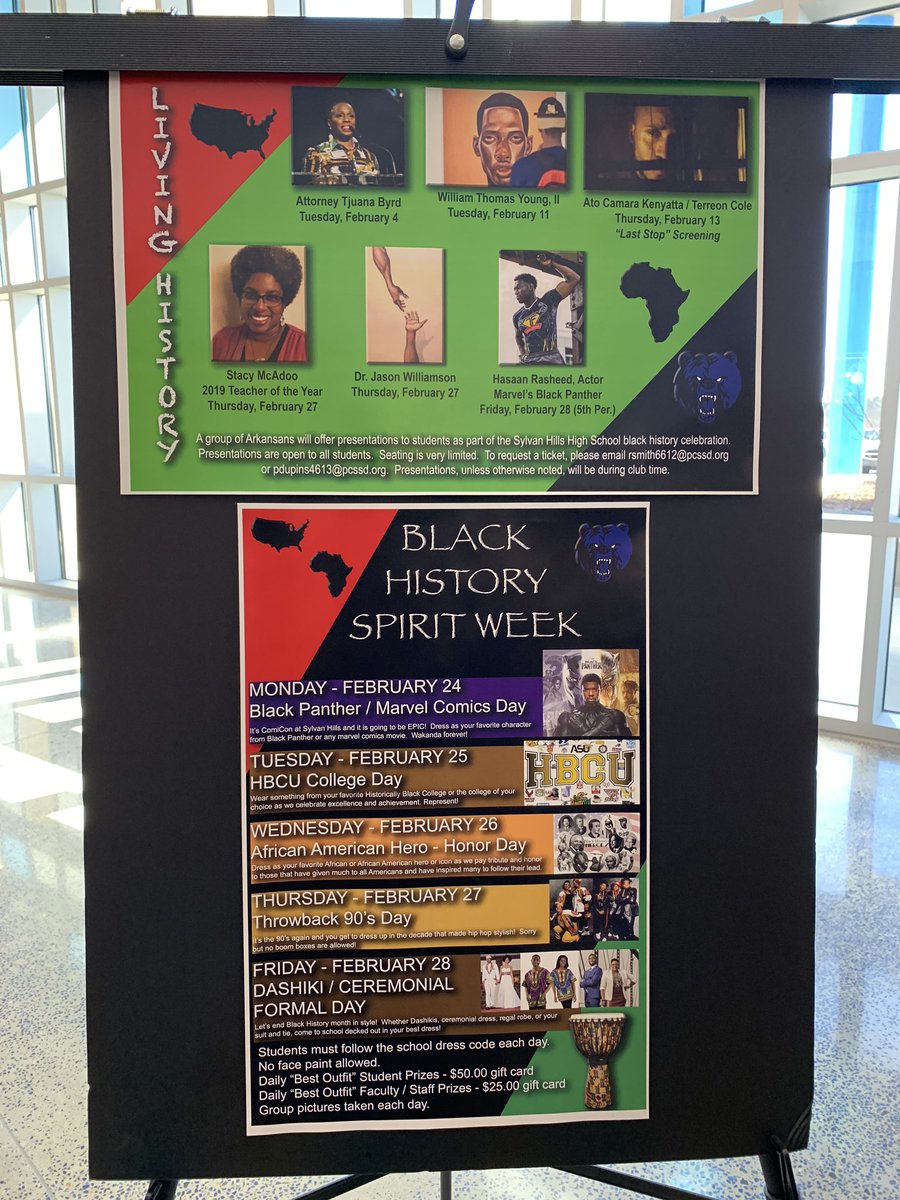 LIVING HISTORY
Attorney Tjuana Byrd
Tuesday, February 4
William Thomas Young, II
Tuesday, February 11
Ato Camara Kenyatta / Terreon Cole
Thursday, February 13
“Last Stop” Screening
Stacy McAdoo
2019 Teacher of the Year
Thursday, February 27
Dr. Jason Williamson
Thursday, February 27
Hasaan Rasheed, Actor
Marvel's Black Panther
Friday, February 28 (5th Per.)
A group of Arkansans will offer presentations to students as part of the Sylvan Hills High School black history celebration.
Presentations are open to all students.  Seating is very limited.  To request a ticket, please email rsmith6612@pcssd.org
or pdupins4613@pcssd.org.  Presentations, unless otherwise noted, will be during club time.
BLACK
HISTORY
SPIRIT WEEK
MONDAY - FEBRUARY 24
Black Panther / Marvel Comics Day
It's ComiCon at Sylvan Hills and it is going to be EPIC!  Dress as your favorite character
from Black Panther or any marvel comics movie.  Wakanda forever!
TUESDAY - FEBRUARY 25
HBCU College Day
Wear something from your favorite Historically Black College or the college of your
choice as we celebrate excellence and achievement. Represent!
ASU
HBCU
WEDNESDAY - FEBRUARY 26
African American Hero - Honor Day
Dress as your favorite African or African American hero or icon as we pay tribute and honor
to those that have given much to all Americans and have inspired many to follow their lead.
THURSDAY - FEBRUARY 27
Throwback 90's Day
It's the 90's again and you get to dress up in the decade that made hip hop stylish!  Sorry
but no boom boxes are allowed!
FRIDAY - FEBRUARY 28
DASHIKI / CEREMONIAL
FORMAL DAY
Let's end Black History month in style!  Whether Dashikis, ceremonial dress, regal robe, or your
suit and tie, come to school decked out in your best dress!
Students must follow the school dress code each day.
No face paint allowed.
Daily “Best Outfit” Student Prizes - $50.00 gift card
Daily “Best Outfit” Faculty / Staff Prizes - $25.00 gift card
Group pictures taken each day.